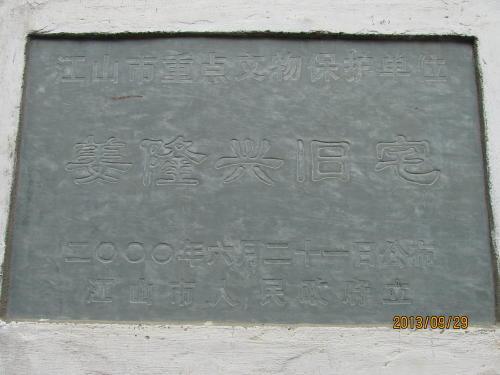 江山市重点文物保护单位
姜隆兴旧宅
二〇〇〇年六月二十一日公布
江山市人民政府立
2013/09/29